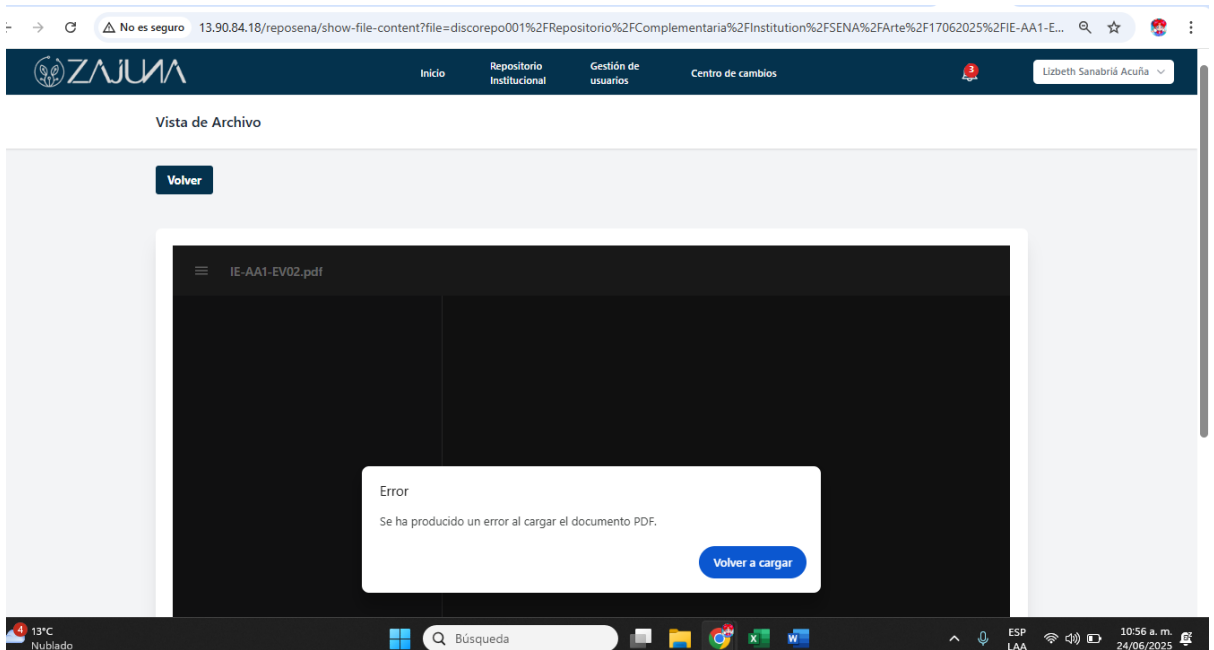 No es seguro 13.90.84.18/reposena/show-file-content?file=discorepo001%2FRepositorio%2FComplementaria%2FInstitution%2FSENA%2FArte%2F17062025%2FIE-AA1-E...
ZAJUNA
Inicio
Repositorio
Institucional
Gestión de
usuarios
Centro de cambios
3
Lizbeth Sanabriá Acuña
Vista de Archivo
Volver
IE-AA1-EV02.pdf
Error
Se ha producido un error al cargar el documento PDF.
Volver a cargar
4
13°C
Nublado
Búsqueda
ESP
LAA
10:56 a. m.
24/06/2025